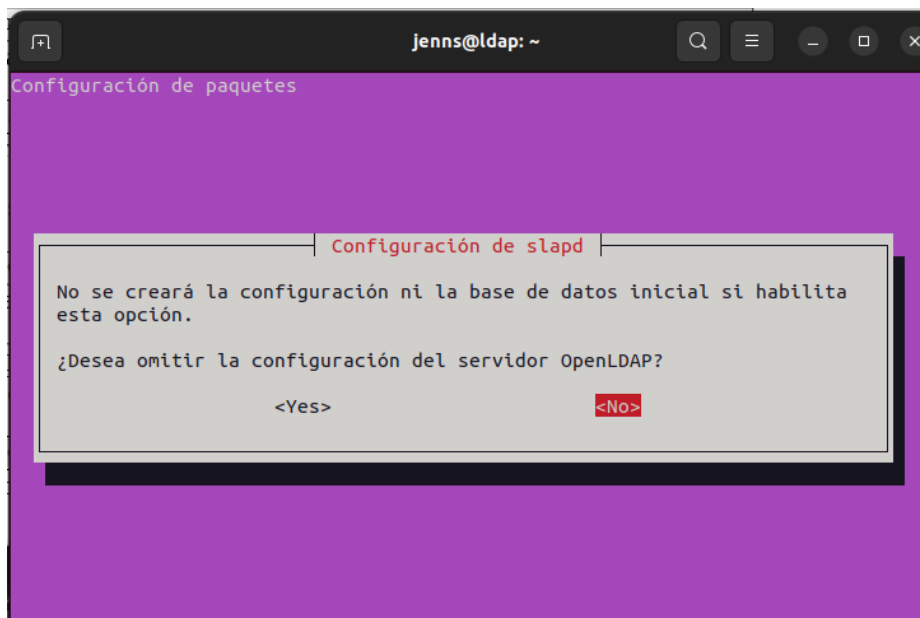 jenns@ldap: ~
Configuración de paquetes
Configuración de slapd
No se creará la configuración ni la base de datos inicial si habilita
esta opción.
¿Desea omitir la configuración del servidor OpenLDAP?
<Yes> <No>